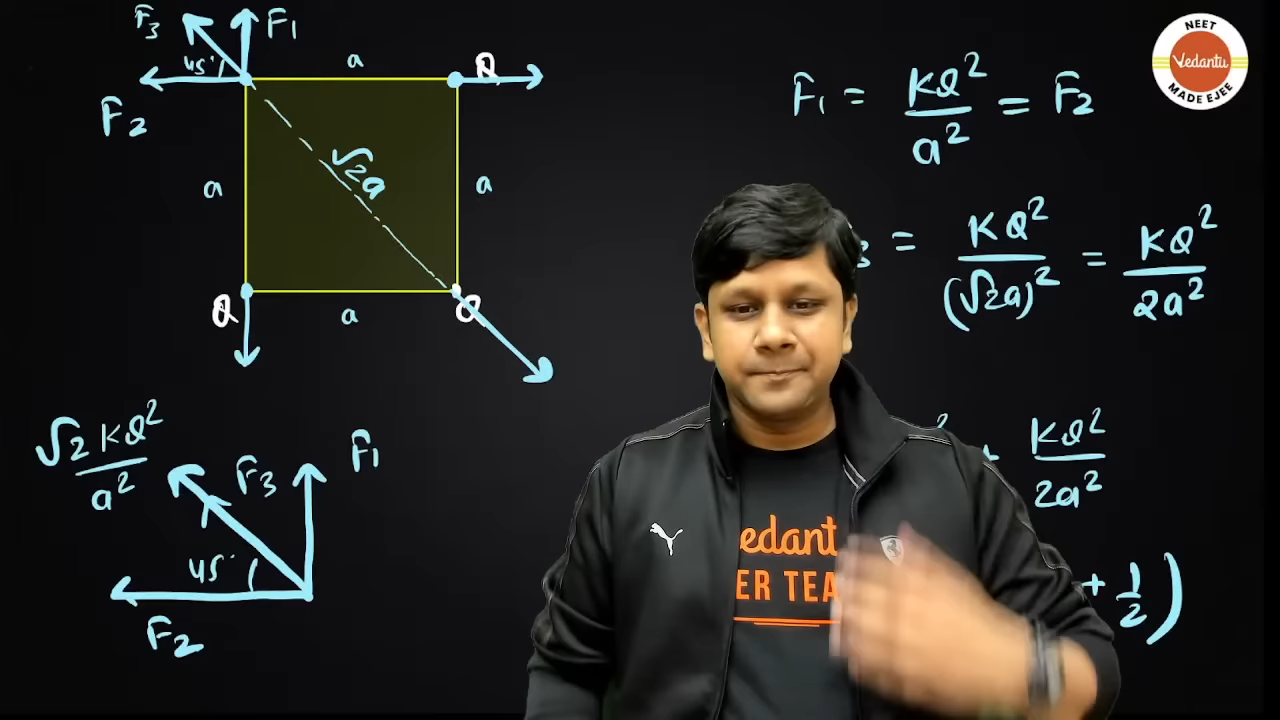 F₃
F₁
45°
a
Q
F₂
√2a
a
a
Q
a
Q
F₁ = KQ²/a² = F₂
₃ = KQ²/(√2a)² = KQ²/2a²
√2 KQ²/a²
F₃
F₁
45°
F₂
+ KQ²/2a²
+ 1/2)
NEET
Vedantu
MADE EJEE
edant
ER TEA